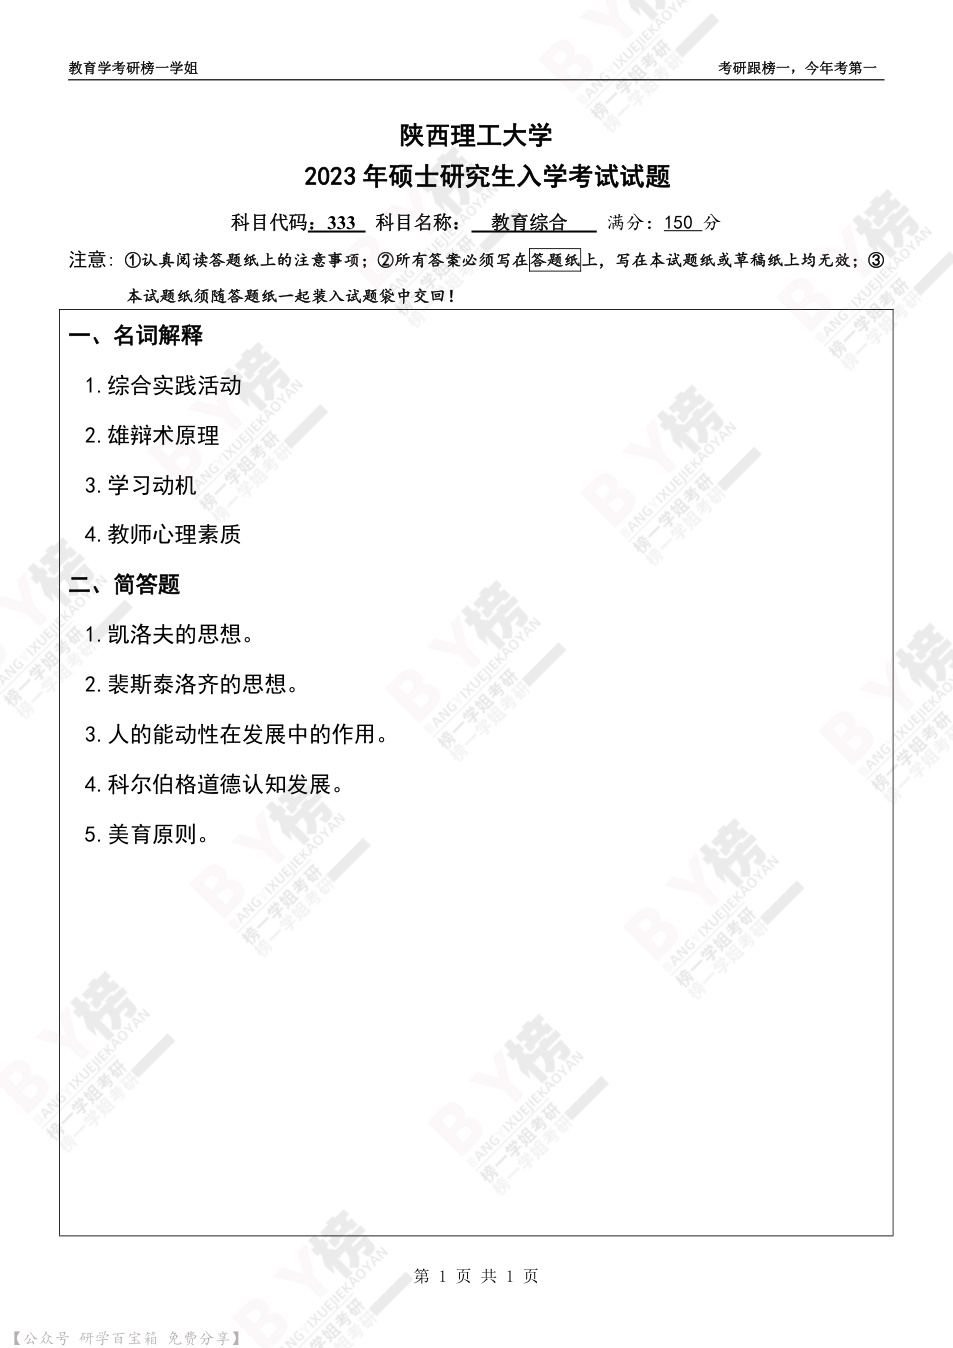 教育学考研榜一学姐 考研跟榜一，今年考第一
陕西理工大学
2023 年硕士研究生入学考试试题
科目代码：333 科目名称： 教育综合 满分：150 分
注意：①认真阅读答题纸上的注意事项；②所有答案必须写在答题纸上，写在本试题纸或草稿纸上均无效；③
本试题纸须随答题纸一起装入试题袋中交回！
一、名词解释
1.综合实践活动
2.雄辩术原理
3.学习动机
4.教师心理素质
二、简答题
1.凯洛夫的思想。
2.裴斯泰洛齐的思想。
3.人的能动性在发展中的作用。
4.科尔伯格道德认知发展。
5.美育原则。
第 1 页 共 1 页
【公众号 研学百宝箱 免费分享】